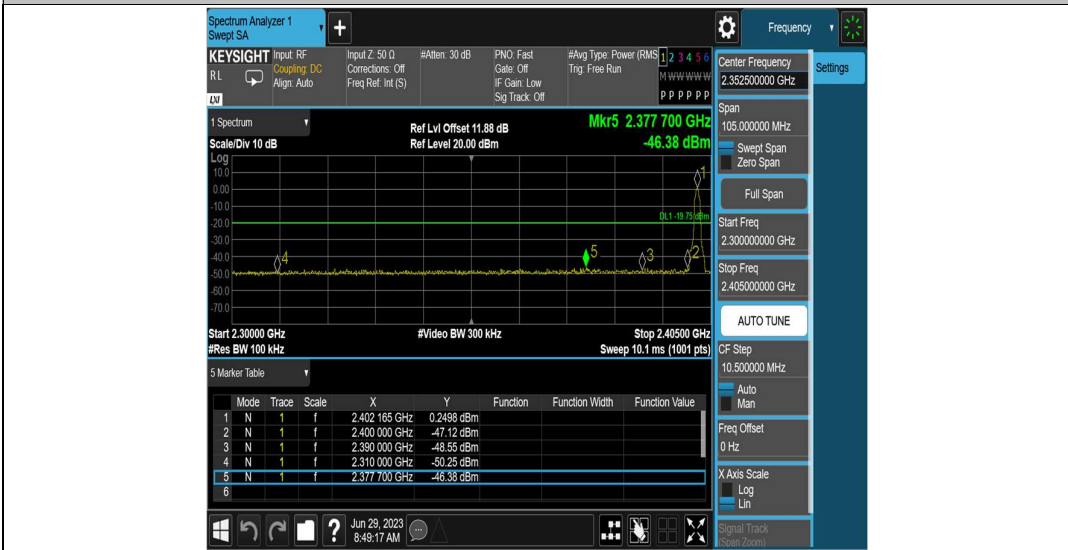 Spectrum Analyzer 1
Swept SA
+
Frequency
KEYSIGHT Input: RF
RL
Coupling: DC
Align: Auto
LXI
Input Z: 50 Ω
Corrections: Off
Freq Ref: Int (S)
#Atten: 30 dB
PNO: Fast
Gate: Off
IF Gain: Low
Sig Track: Off
#Avg Type: Power (RMS
Trig: Free Run
1 2 3 4 5 6
M W W W W W
P P P P P P
1 Spectrum
Scale/Div 10 dB
Ref Lvl Offset 11.88 dB
Ref Level 20.00 dBm
Mkr5 2.377 700 GHz
-46.38 dBm
Log
10.0
0.00
-10.0
-20.0
-30.0
-40.0
-50.0
-60.0
-70.0
DL1 -19.75 dBm
1
2
3
4
5
Start 2.30000 GHz
#Res BW 100 kHz
#Video BW 300 kHz
Stop 2.40500 GHz
Sweep 10.1 ms (1001 pts)
5 Marker Table
Mode Trace Scale X Y Function Function Width Function Value
1 N 1 f 2.402 165 GHz 0.2498 dBm
2 N 1 f 2.400 000 GHz -47.12 dBm
3 N 1 f 2.390 000 GHz -48.55 dBm
4 N 1 f 2.310 000 GHz -50.25 dBm
5 N 1 f 2.377 700 GHz -46.38 dBm
6
?
Jun 29, 2023
8:49:17 AM
Center Frequency
2.352500000 GHz
Settings
Span
105.000000 MHz
Swept Span
Zero Span
Full Span
Start Freq
2.300000000 GHz
Stop Freq
2.405000000 GHz
AUTO TUNE
CF Step
10.500000 MHz
Auto
Man
Freq Offset
0 Hz
X Axis Scale
Log
Lin
Signal Track
(Span Zoom)